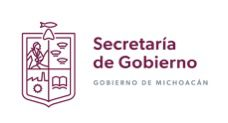 Secretaría
de Gobierno
GOBIERNO DE MICHOACÁN